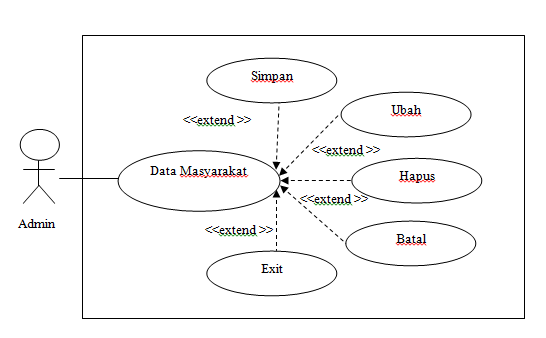 Simpan
<<extend >>
Ubah
<<extend >>
Data Masyarakat
Hapus
<<extend >>
Admin
<<extend >>
Batal
Exit